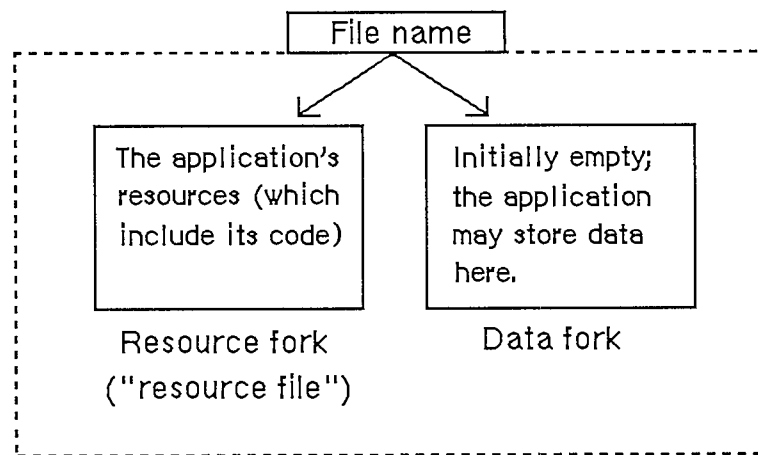 File name
The application's
resources (which
include its code)
Initially empty;
the application
may store data
here.
Resource fork
("resource file")
Data fork